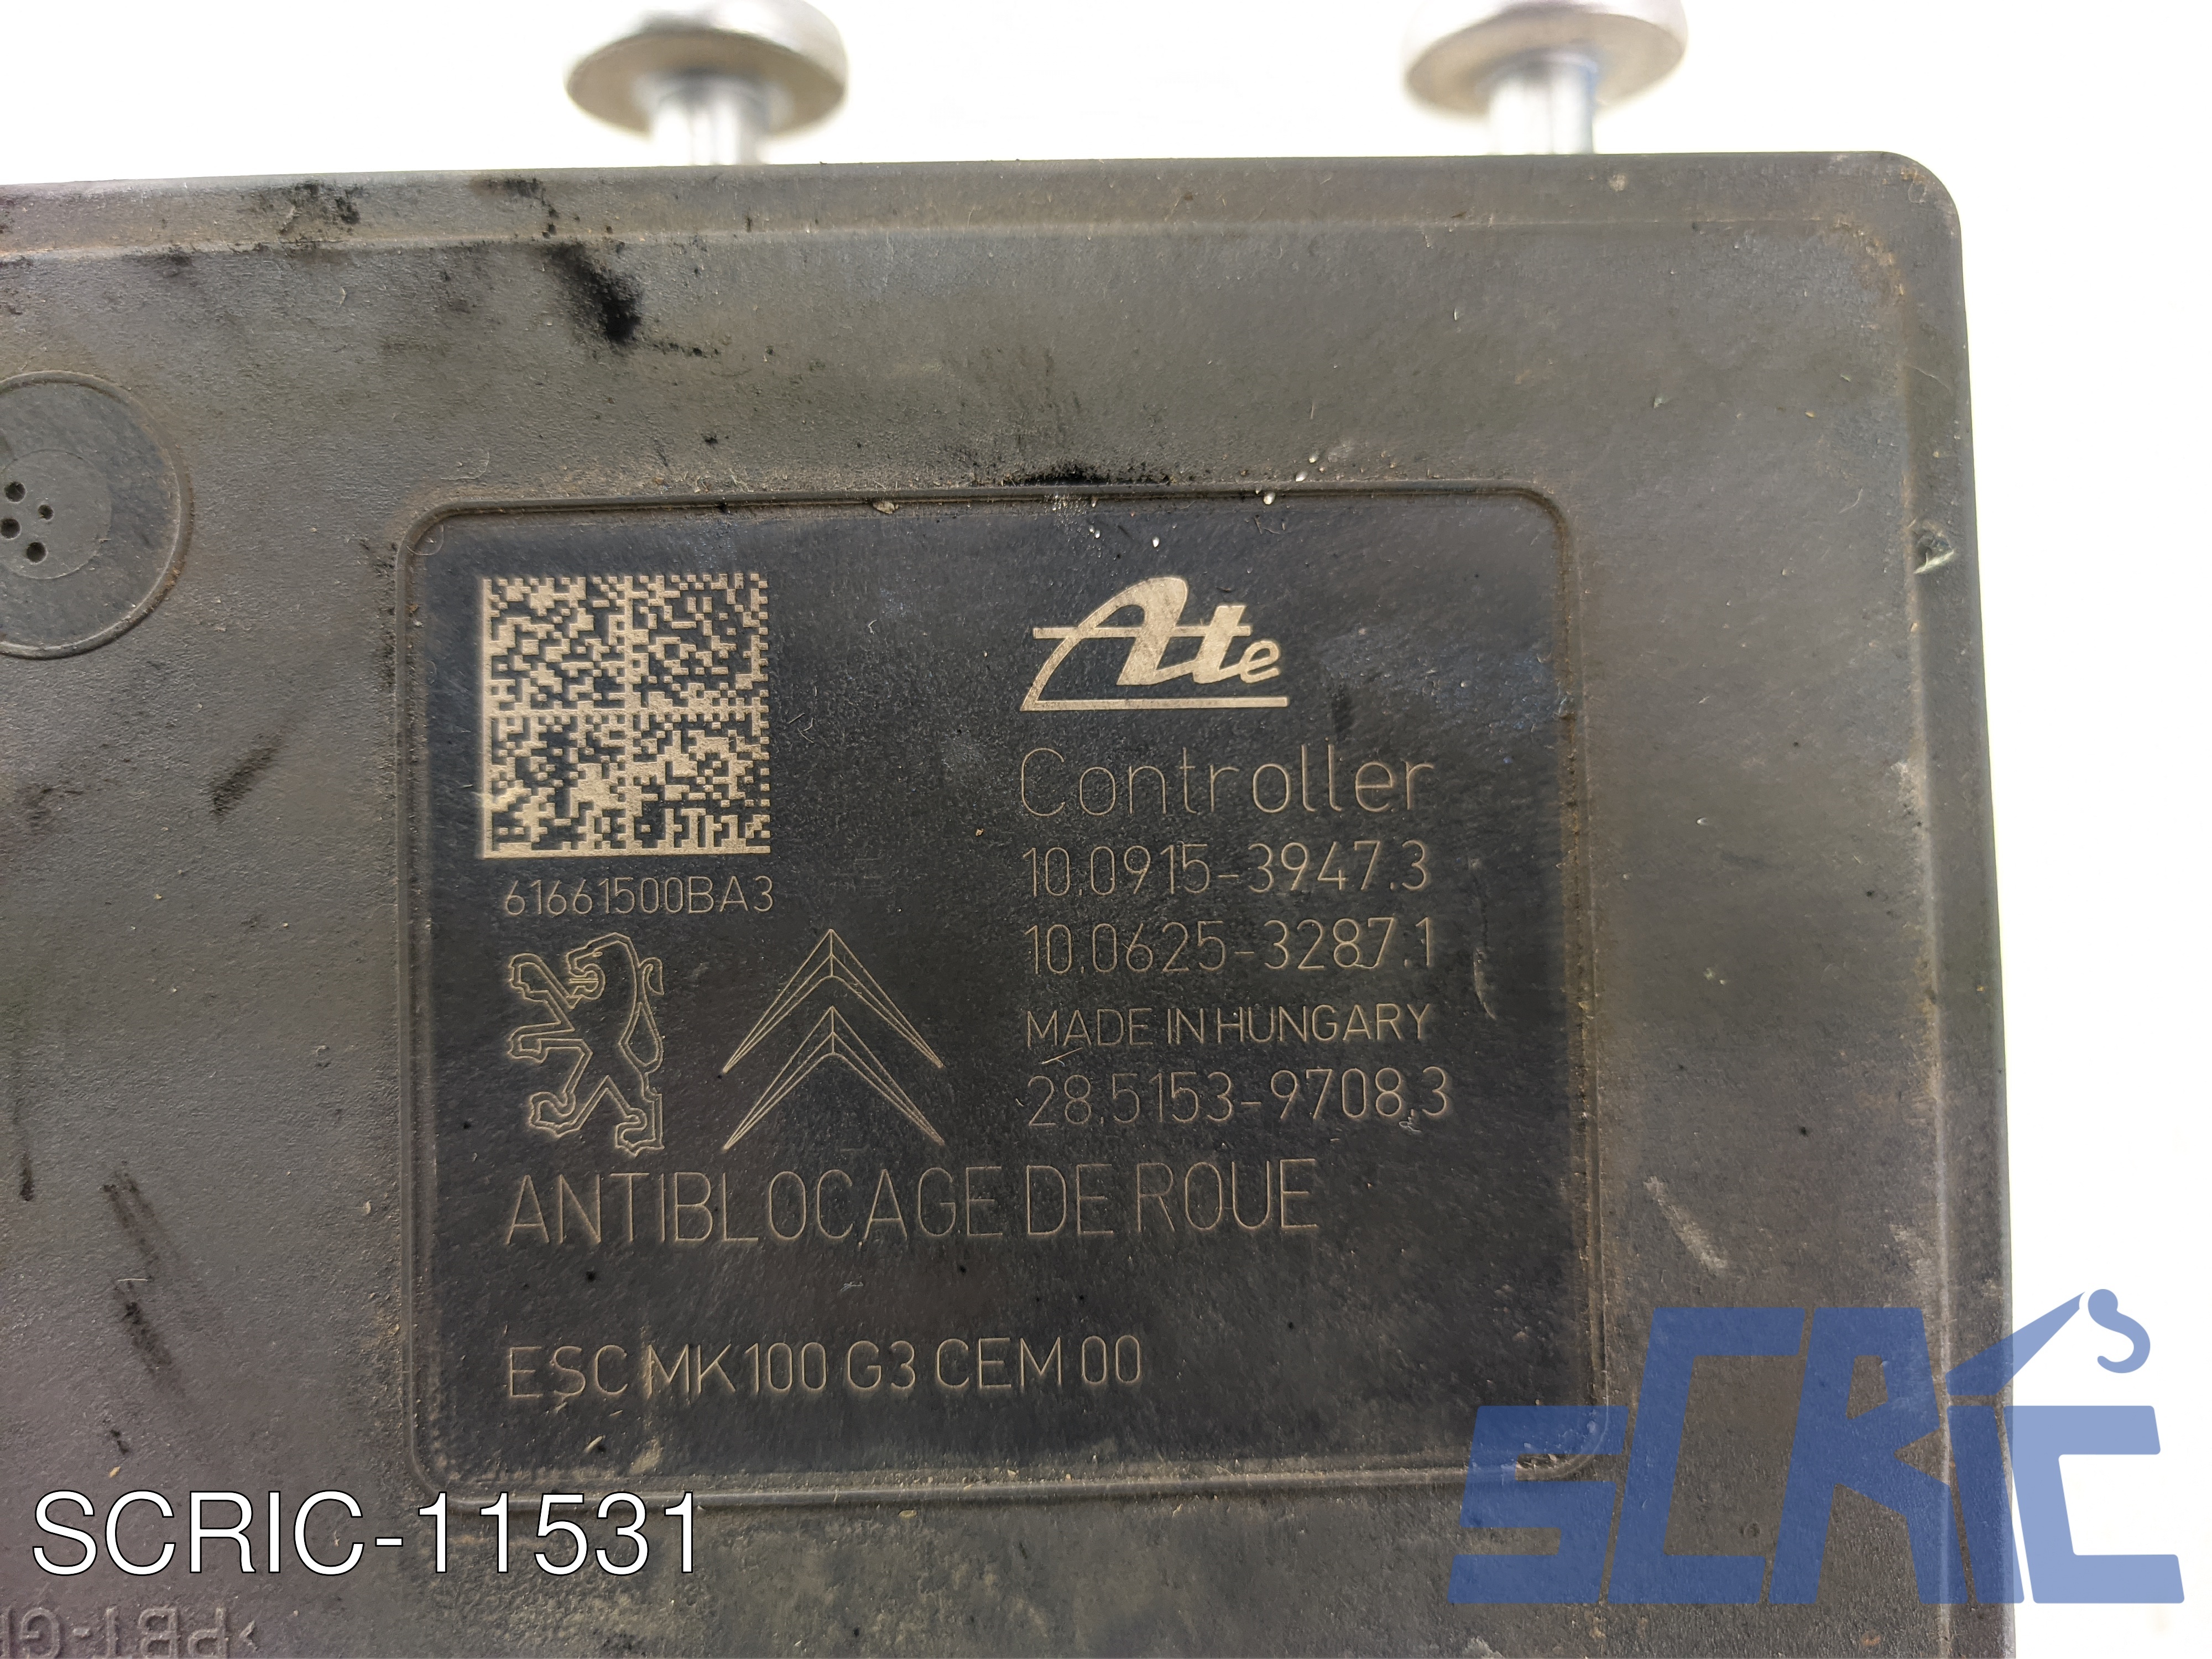 Ate
Controller
10.0915-3947.3
61661500BA3
10.0625-3287.1
MADE IN HUNGARY
28.5153-9708.3
ANTIBLOCAGE DE ROUE
ESC MK100 G3 CEM 00
SCRiC
SCRIC-11531